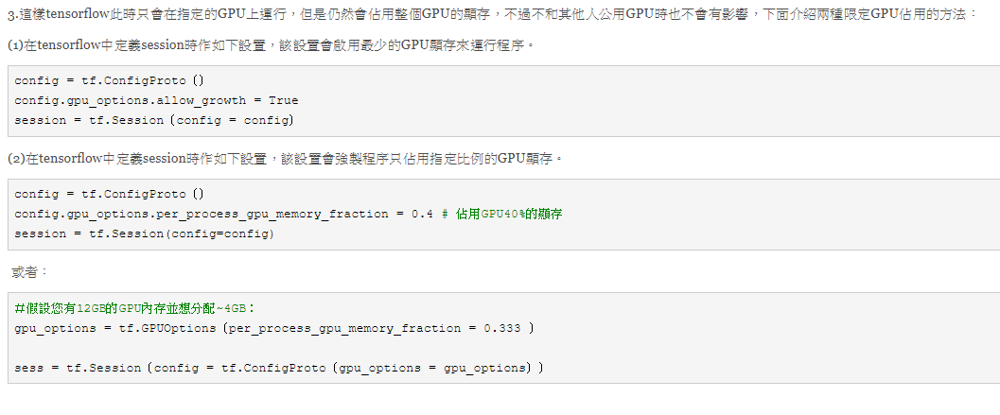 3.這樣tensorflow此時只會在指定的GPU上運行，但是仍然會佔用整個GPU的顯存，不過不和其他人公用GPU時也不會有影響，下面介紹兩種限定GPU佔用的方法：
(1)在tensorflow中定義session時作如下設置，該設置會啟用最少的GPU顯存來運行程序。
config = tf.ConfigProto ()
config.gpu_options.allow_growth = True
session = tf.Session (config = config)
(2)在tensorflow中定義session時作如下設置，該設置會強製程序只佔用指定比例的GPU顯存。
config = tf.ConfigProto ()
config.gpu_options.per_process_gpu_memory_fraction = 0.4 # 佔用GPU40%的顯存
session = tf.Session(config=config)
或者：
＃假設您有12GB的GPU內存並想分配~4GB：
gpu_options = tf.GPUOptions (per_process_gpu_memory_fraction = 0.333 )
sess = tf.Session (config = tf.ConfigProto (gpu_options = gpu_options) )